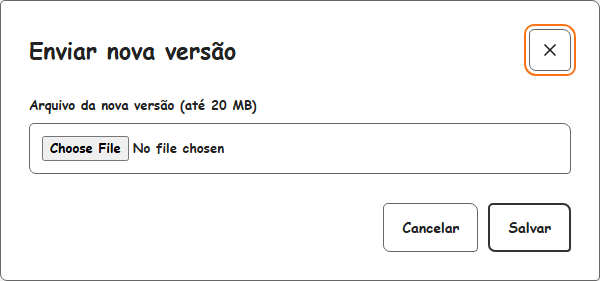 Enviar nova versão
Arquivo da nova versão (até 20 MB)
Choose File No file chosen
Cancelar Salvar